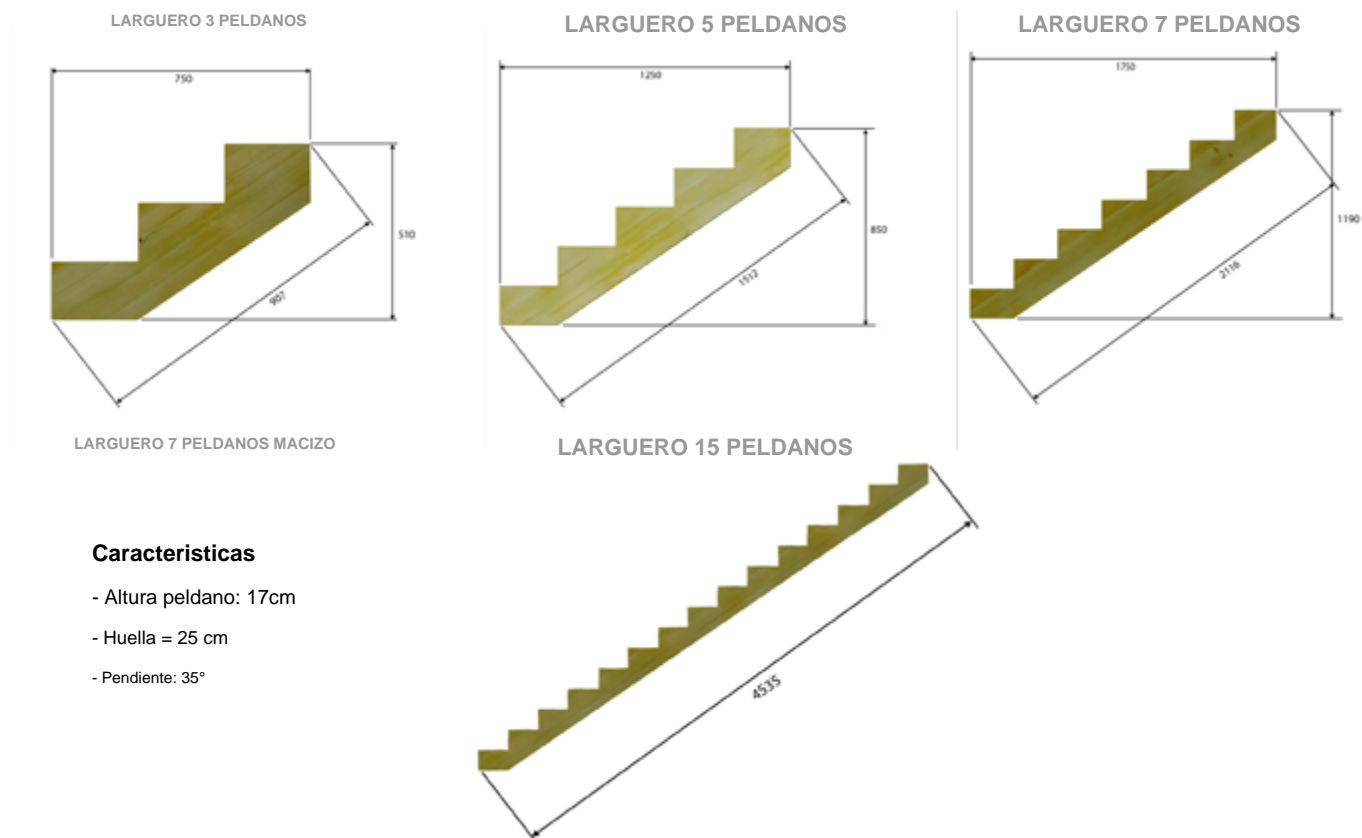 LARGUERO 3 PELDANOS
750
510
907
LARGUERO 5 PELDANOS
1250
850
1512
LARGUERO 7 PELDANOS
1750
1190
2116
LARGUERO 7 PELDANOS MACIZO
LARGUERO 15 PELDANOS
4535
Caracteristicas
- Altura peldano: 17cm
- Huella = 25 cm
- Pendiente: 35°